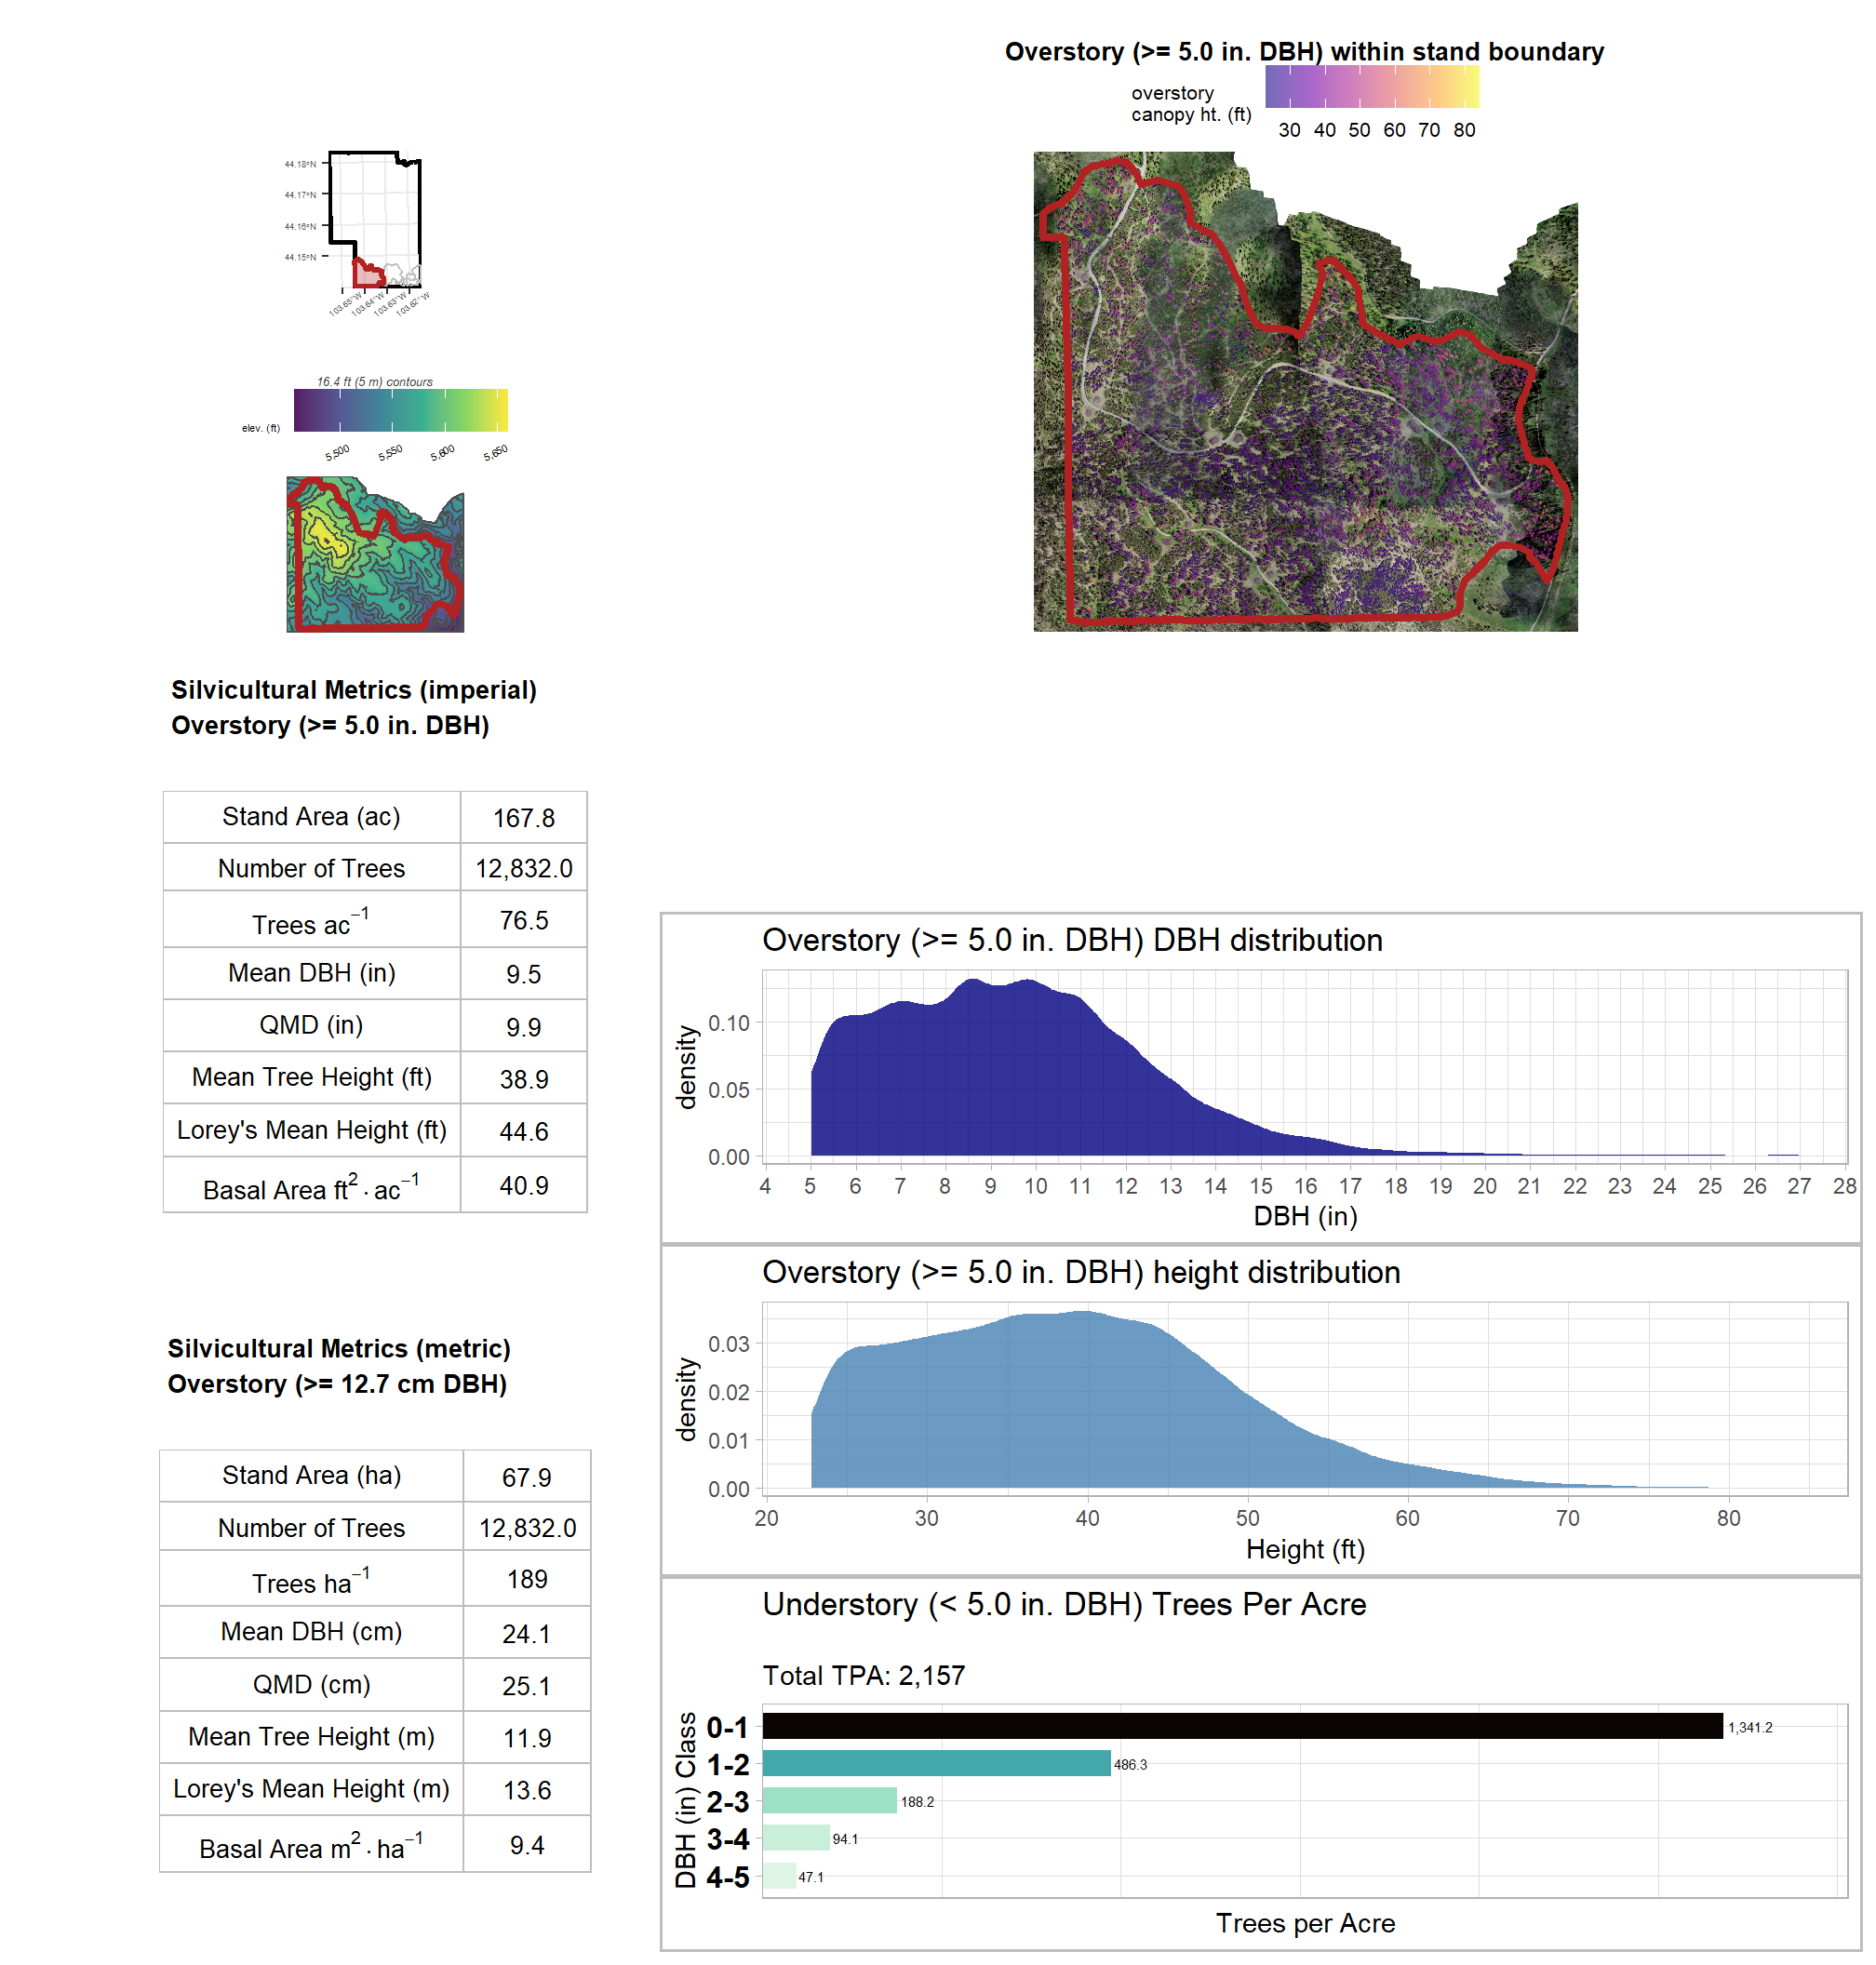 Overstory (>= 5.0 in. DBH) within stand boundary
overstory
canopy ht. (ft)
30 40 50 60 70 80
44.18°N
44.17°N
44.16°N
44.15°N
103.65°W 103.64°W 103.63°W 103.62°W
16.4 ft (5 m) contours
elev. (ft)
5,500 5,550 5,600 5,650
Silvicultural Metrics (imperial)
Overstory (>= 5.0 in. DBH)
Stand Area (ac) 167.8
Number of Trees 12,832.0
Trees ac⁻¹ 76.5
Mean DBH (in) 9.5
QMD (in) 9.9
Mean Tree Height (ft) 38.9
Lorey's Mean Height (ft) 44.6
Basal Area ft² · ac⁻¹ 40.9
Silvicultural Metrics (metric)
Overstory (>= 12.7 cm DBH)
Stand Area (ha) 67.9
Number of Trees 12,832.0
Trees ha⁻¹ 189
Mean DBH (cm) 24.1
QMD (cm) 25.1
Mean Tree Height (m) 11.9
Lorey's Mean Height (m) 13.6
Basal Area m² · ha⁻¹ 9.4
Overstory (>= 5.0 in. DBH) DBH distribution
density
0.10
0.05
0.00
4 5 6 7 8 9 10 11 12 13 14 15 16 17 18 19 20 21 22 23 24 25 26 27 28
DBH (in)
Overstory (>= 5.0 in. DBH) height distribution
density
0.03
0.02
0.01
0.00
20 30 40 50 60 70 80
Height (ft)
Understory (< 5.0 in. DBH) Trees Per Acre
Total TPA: 2,157
DBH (in) Class
0-1 1,341.2
1-2 486.3
2-3 188.2
3-4 94.1
4-5 47.1
Trees per Acre